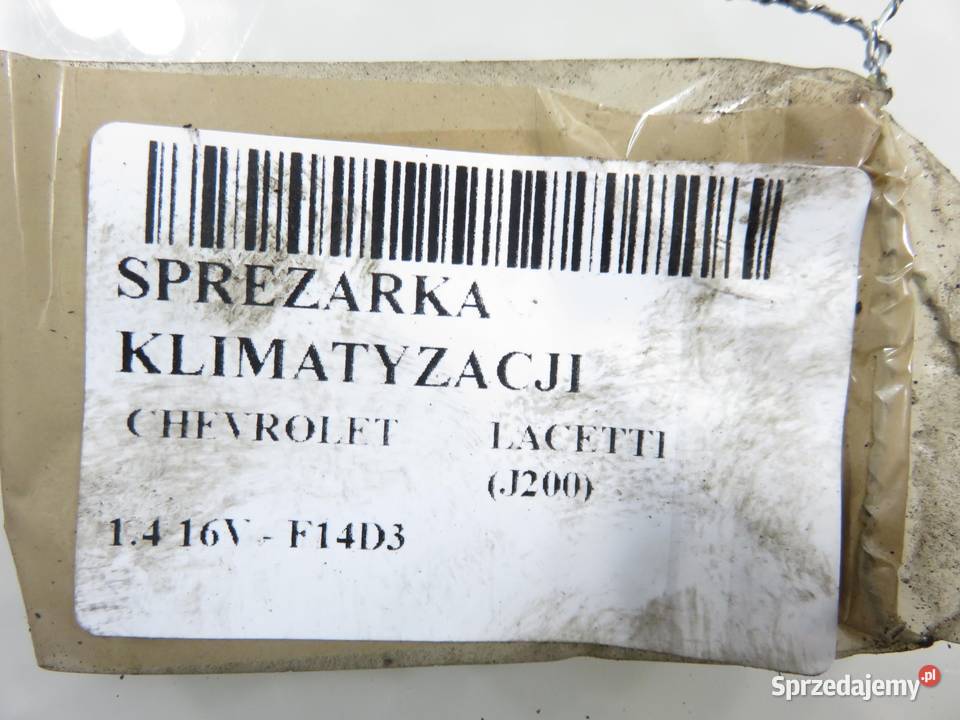 SPREZARKA
KLIMATYZACJI
CHEVROLET LACETTI
(J200)
1.4 16V - F14D3
Sprzedajemy.pl